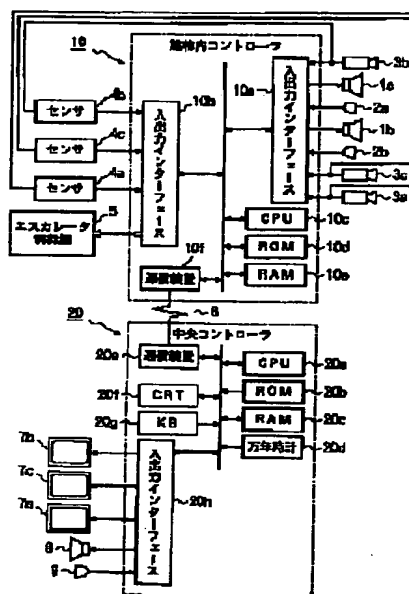 10
施設内コントローラ
3b
1a
2a
1b
2b
3c
3a
10a
入出力インターフェース
4b
センサ
4c
センサ
4a
センサ
10b
入出力インターフェース
5
エスカレータ
10f
通信装置
CPU
10c
ROM
10d
RAM
10e
6
20
中央コントローラ
20e
通信装置
20f
CRT
20g
KB
CPU
20a
ROM
20b
RAM
20c
万年時計
20d
7b
7c
7a
8
9
入出力インターフェース
20h